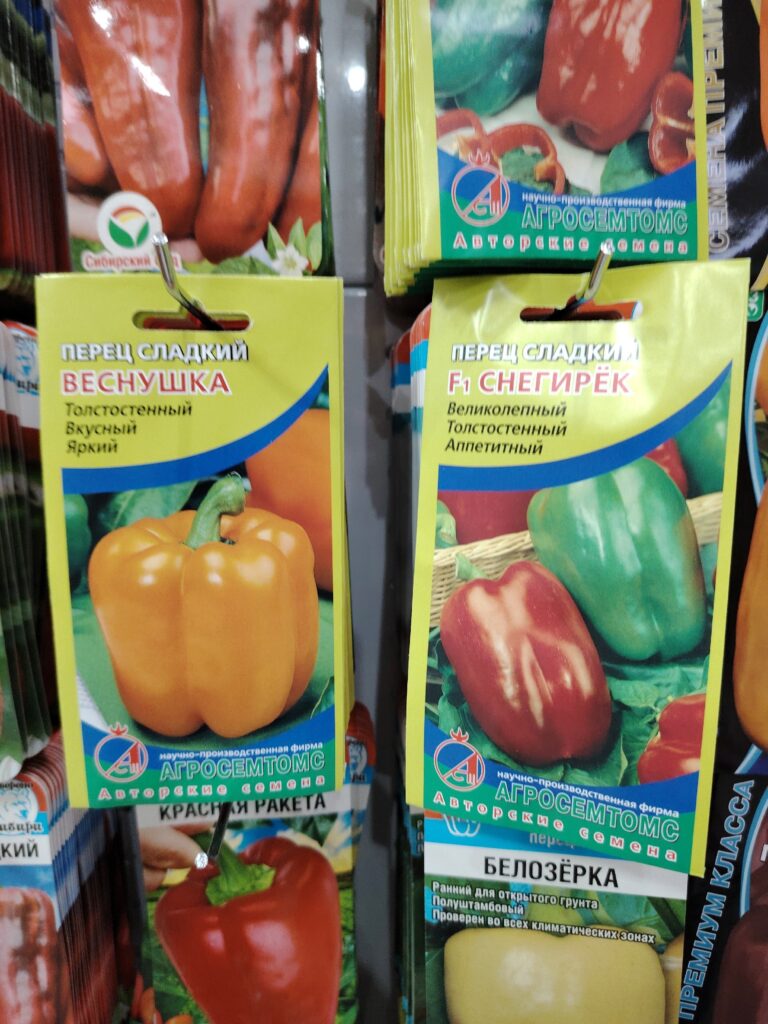 СЕМЕНА
Сибирский
научно-производственная фирма
АГРОСЕМТОМС
Авторские семена
ПЕРЕЦ СЛАДКИЙ
ВЕСНУШКА
Толстостенный
Вкусный
Яркий
научно-производственная фирма
АГРОСЕМТОМС
Авторские семена
ПЕРЕЦ СЛАДКИЙ
F1 СНЕГИРЁК
Великолепный
Толстостенный
Аппетитный
научно-производственная фирма
АГРОСЕМТОМС
Авторские семена
КРАСНАЯ РАКЕТА
перец
БЕЛОЗЁРКА
Ранний для открытого грунта
Полуштамбовый
Проверен во всех климатических зонах
ПРЕМИУМ КЛАССА